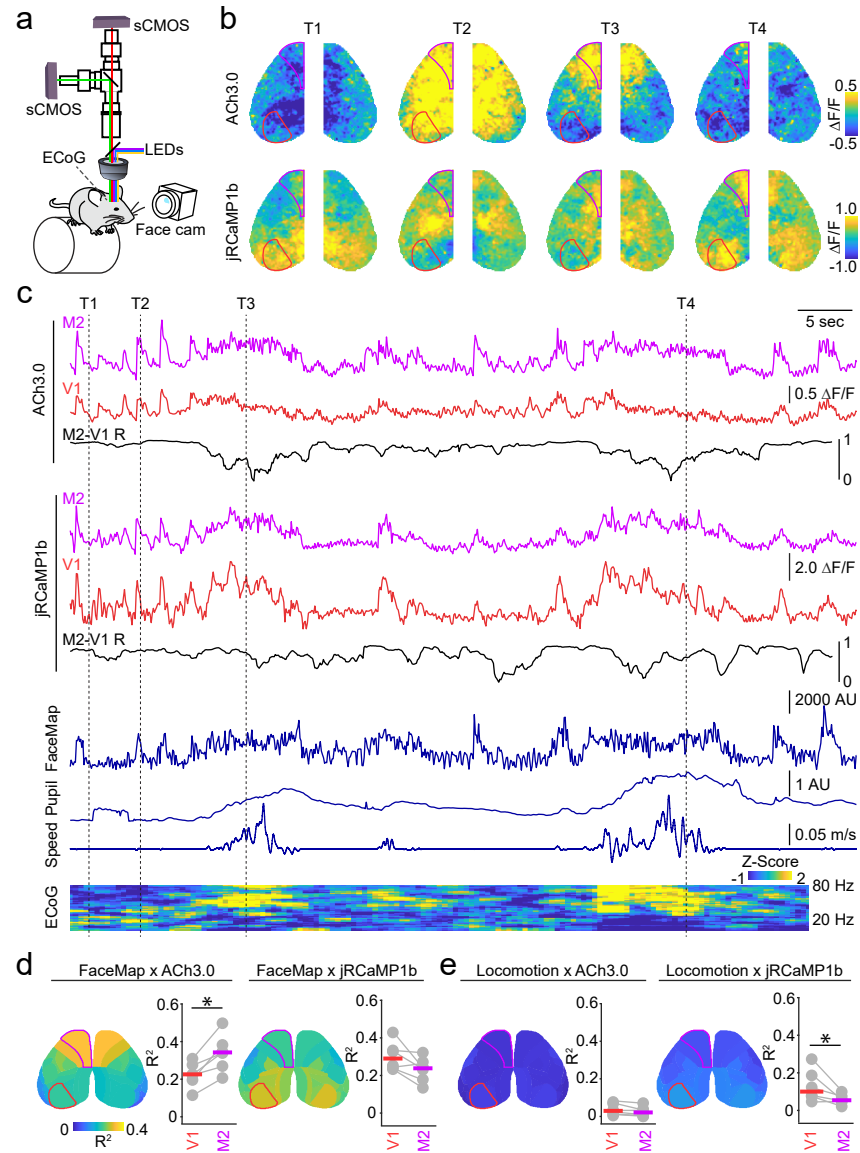 a
sCMOS
sCMOS
LEDs
ECoG
Face cam
b
T1 T2 T3 T4
ACh3.0
0.5
ΔF/F
-0.5
jRCaMP1b
1.0
ΔF/F
-1.0
c
T1 T2 T3 T4
5 sec
ACh3.0
M2
V1
0.5 ΔF/F
M2-V1 R
1
0
jRCaMP1b
M2
V1
2.0 ΔF/F
M2-V1 R
1
0
2000 AU
FaceMap
Pupil
1 AU
Speed
0.05 m/s
Z-Score
-1 2
ECoG
80 Hz
20 Hz
d
FaceMap x ACh3.0
0.6
0.4
0.2
0
R²
*
V1 M2
0 0.4
R²
FaceMap x jRCaMP1b
0.6
0.4
0.2
0
R²
V1 M2
e
Locomotion x ACh3.0
0.6
0.4
0.2
0
R²
V1 M2
Locomotion x jRCaMP1b
0.6
0.4
0.2
0
R²
*
V1 M2